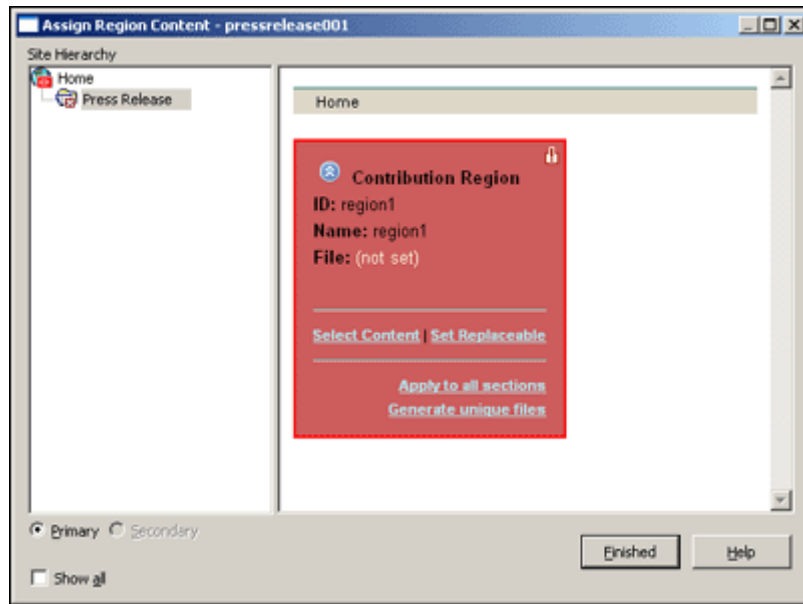 Assign Region Content - pressrelease001
Site Hierarchy
Home
Press Release
Home
Contribution Region
ID: region1
Name: region1
File: (not set)
Select Content | Set Replaceable
Apply to all sections
Generate unique files
Primary Secondary
Show all
Finished Help